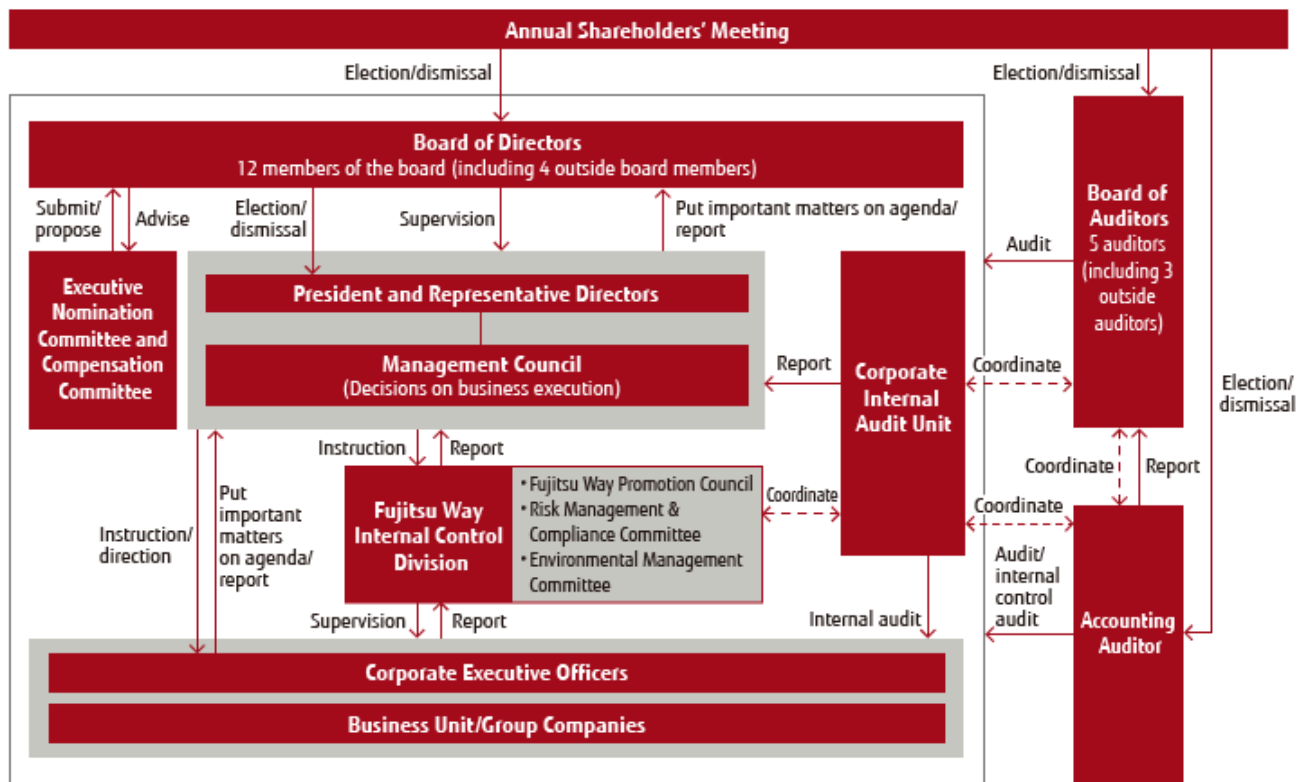 Annual Shareholders' Meeting
Election/dismissal
Election/dismissal
Board of Directors
12 members of the board (including 4 outside board members)
Submit/
propose
Advise
Election/
dismissal
Supervision
Put important matters on agenda/
report
Board of
Auditors
5 auditors
(including 3
outside
auditors)
Audit
Executive
Nomination
Committee and
Compensation
Committee
President and Representative Directors
Management Council
(Decisions on business execution)
Report
Corporate
Internal
Audit Unit
Coordinate
Election/
dismissal
Instruction
Report
Coordinate
Report
Instruction/
direction
Put
important
matters
on agenda/
report
Fujitsu Way
Internal Control
Division
• Fujitsu Way Promotion Council
• Risk Management &
Compliance Committee
• Environmental Management
Committee
Coordinate
Coordinate
Audit/
internal
control
audit
Accounting
Auditor
Supervision
Report
Internal audit
Corporate Executive Officers
Business Unit/Group Companies